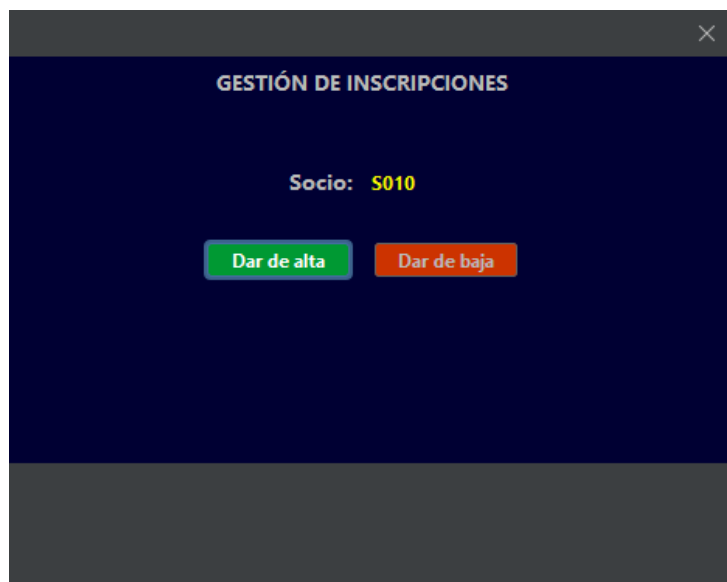 GESTIÓN DE INSCRIPCIONES
Socio: S010
Dar de alta Dar de baja